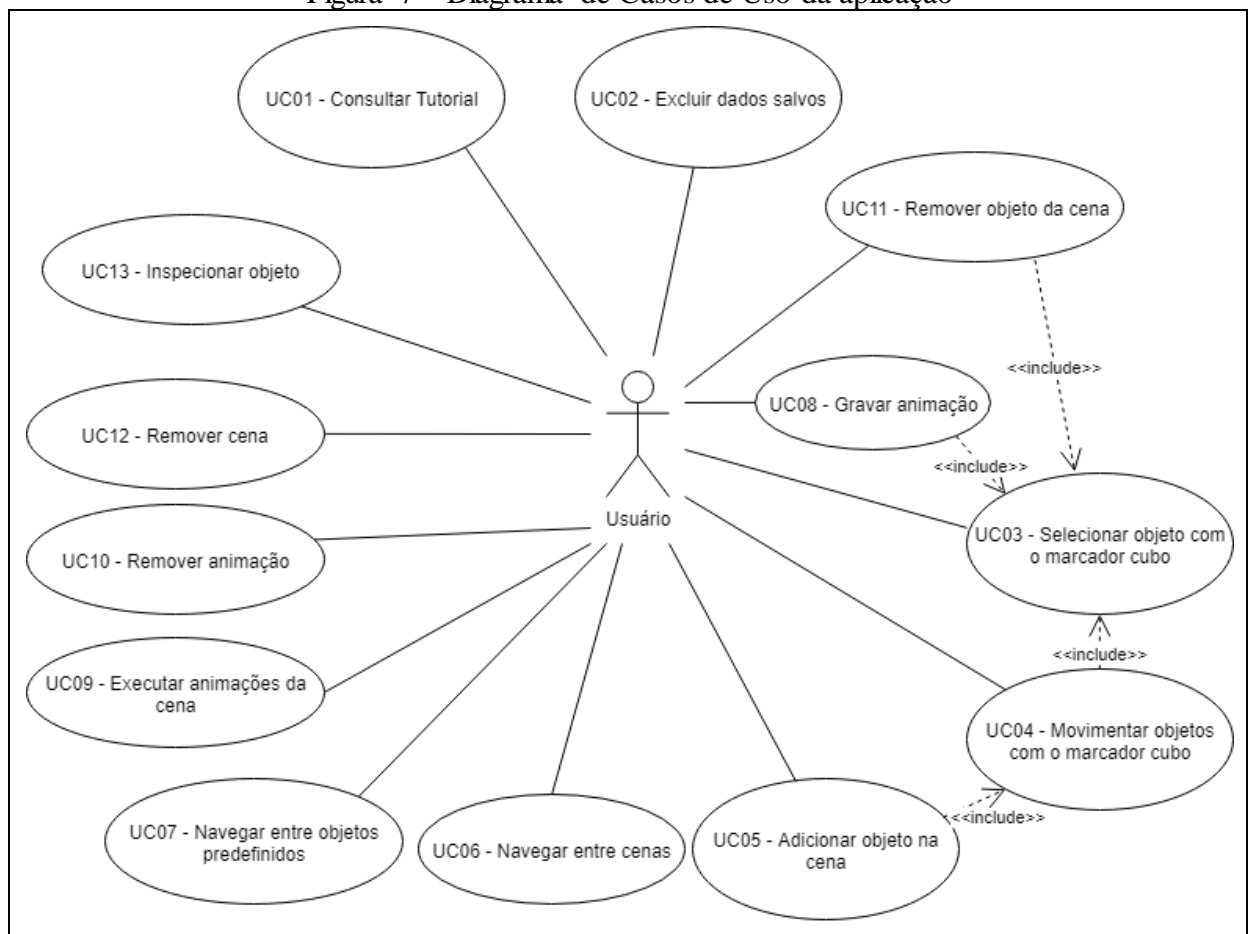 Figura 7 – Diagrama de Casos de Uso da aplicação
UC01 - Consultar Tutorial
UC02 - Excluir dados salvos
UC11 - Remover objeto da cena
UC13 - Inspecionar objeto
<<include>>
UC08 - Gravar animação
UC12 - Remover cena
<<include>>
Usuário
UC03 - Selecionar objeto com
o marcador cubo
UC10 - Remover animação
<<include>>
UC09 - Executar animações da
cena
UC04 - Movimentar objetos
com o marcador cubo
<<include>>
UC07 - Navegar entre objetos
predefinidos
UC06 - Navegar entre cenas
UC05 - Adicionar objeto na
cena